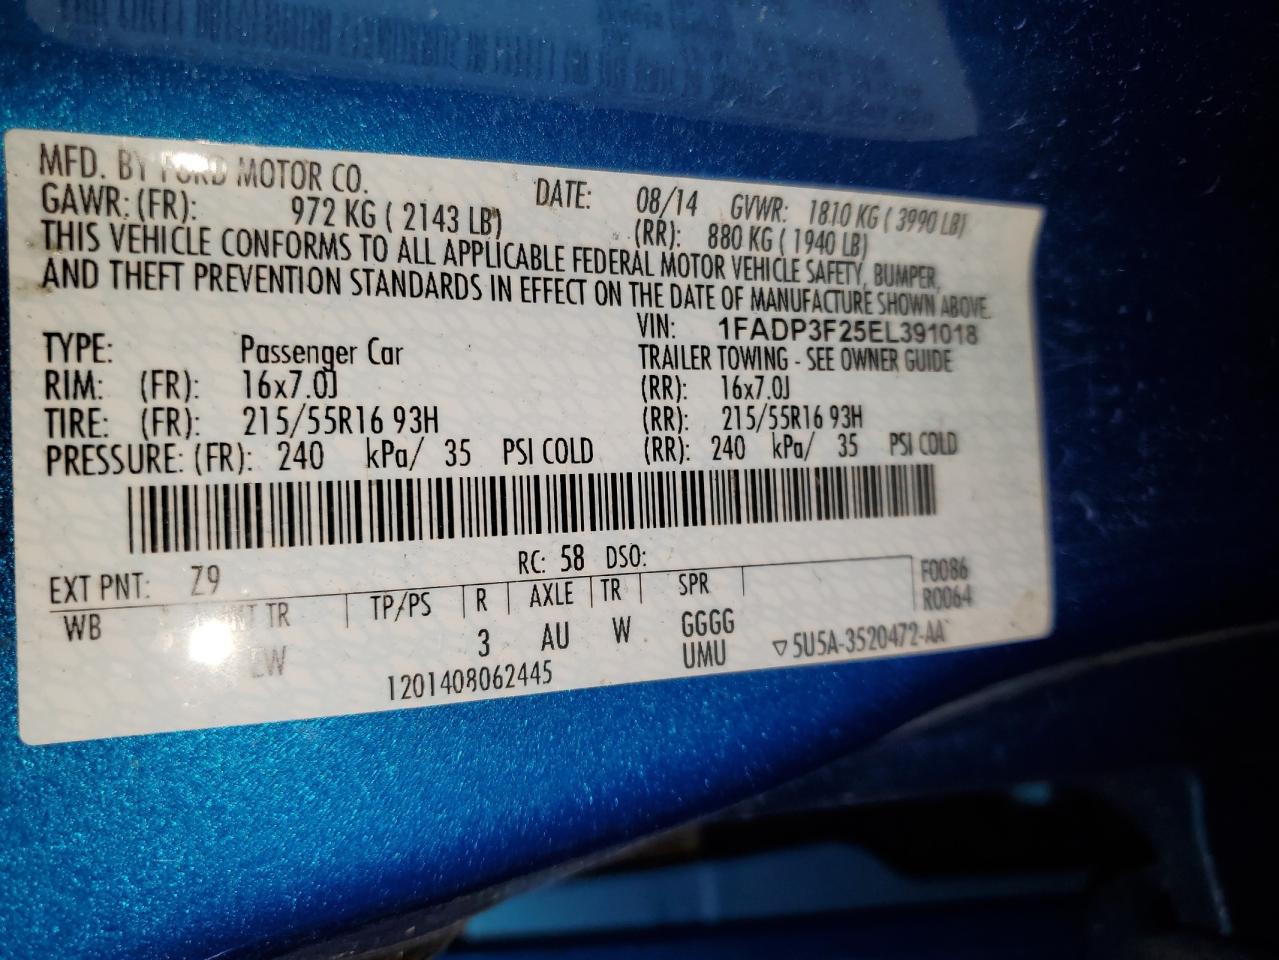 MFD. BY FORD MOTOR CO.
DATE: 08/14 GVWR: 1810 KG ( 3990 LB)
GAWR: (FR): 972 KG ( 2143 LB) (RR): 880 KG ( 1940 LB)
THIS VEHICLE CONFORMS TO ALL APPLICABLE FEDERAL MOTOR VEHICLE SAFETY, BUMPER,
AND THEFT PREVENTION STANDARDS IN EFFECT ON THE DATE OF MANUFACTURE SHOWN ABOVE.
VIN: 1FADP3F25EL391018
TYPE: Passenger Car TRAILER TOWING - SEE OWNER GUIDE
RIM: (FR): 16x7.0J (RR): 16x7.0J
TIRE: (FR): 215/55R16 93H (RR): 215/55R16 93H
PRESSURE: (FR): 240 kPa/ 35 PSI COLD (RR): 240 kPa/ 35 PSI COLD
EXT PNT: Z9 RC: 58 DSO: F0086
WB TR TP/PS R AXLE TR SPR R0064
3 AU W GGGG
UMU ▽5U5A-3520472-AA
1201408062445